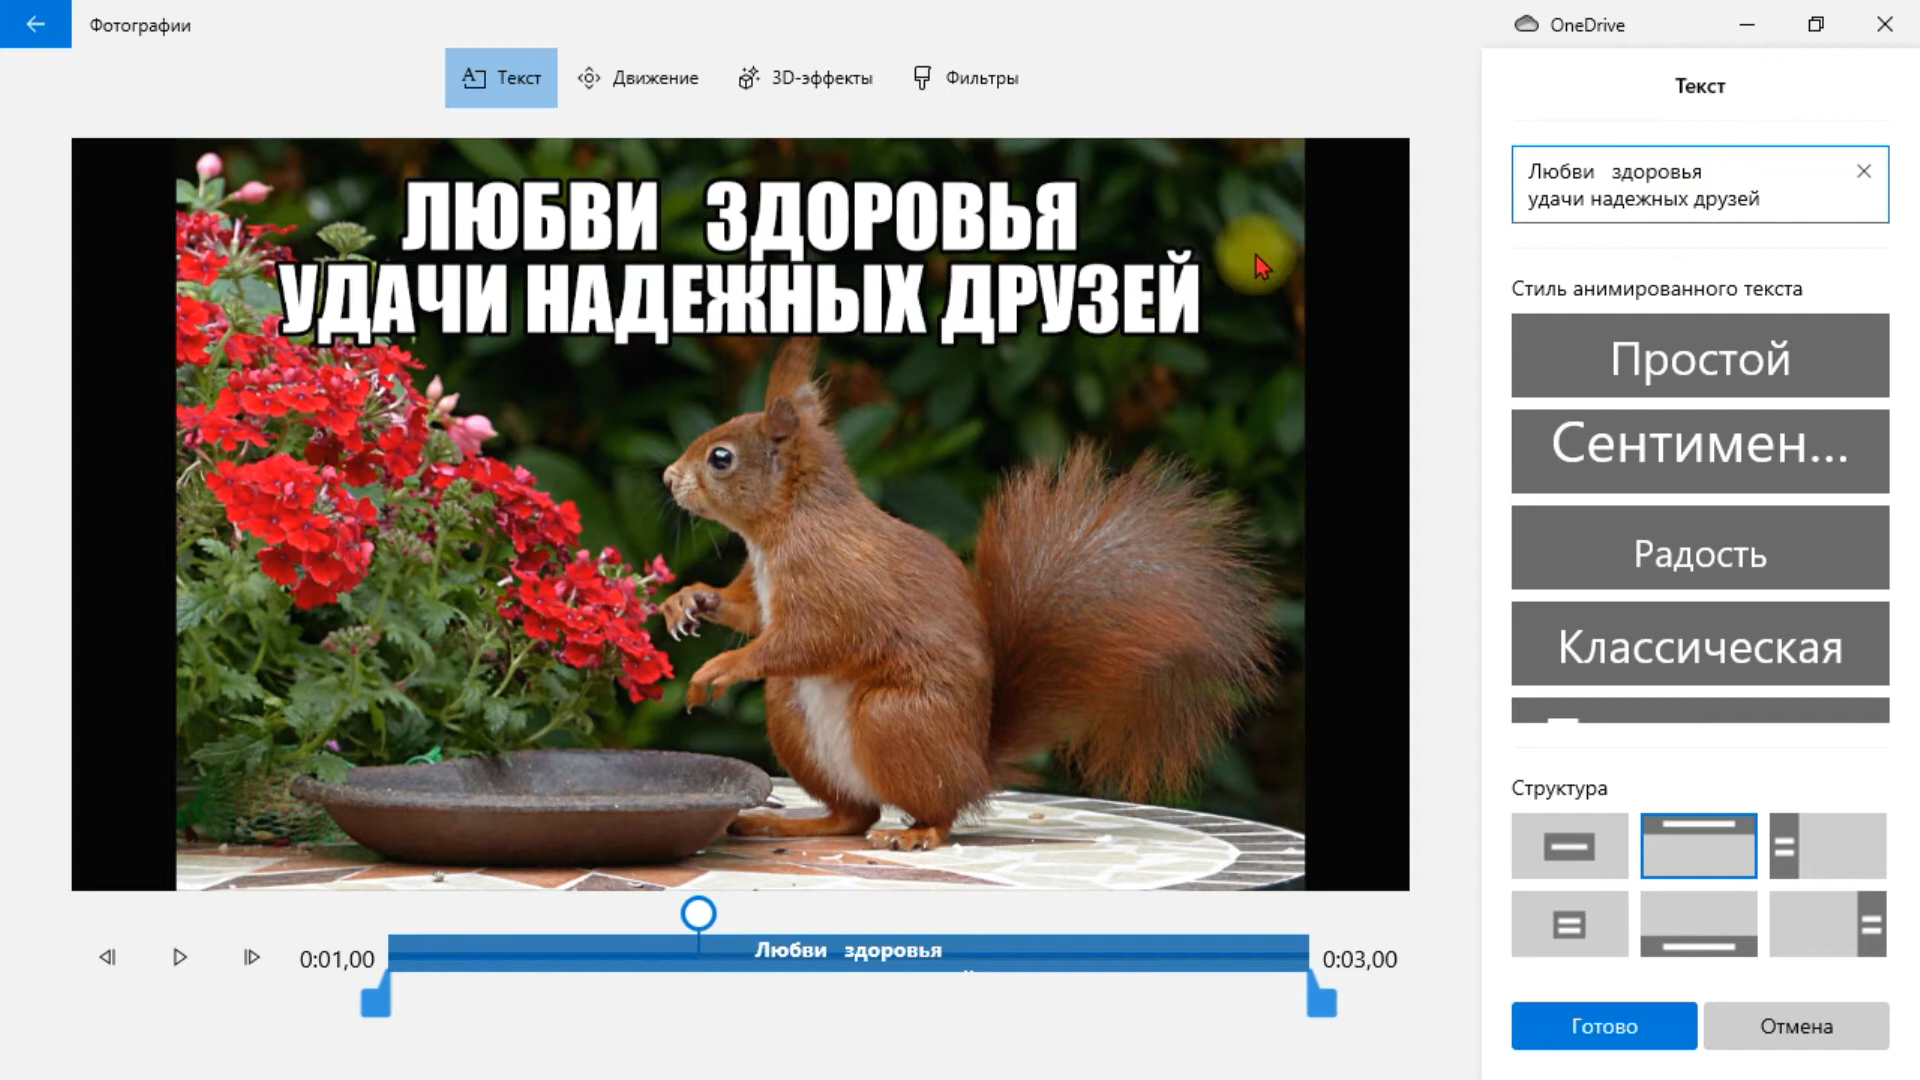 Фотографии
OneDrive
Текст
Движение
3D-эффекты
Фильтры
ЛЮБВИ ЗДОРОВЬЯ
УДАЧИ НАДЕЖНЫХ ДРУЗЕЙ
0:01,00
Любви здоровья
0:03,00
Текст
Любви здоровья
удачи надежных друзей
Стиль анимированного текста
Простой
Сентимен...
Радость
Классическая
Структура
Готово
Отмена